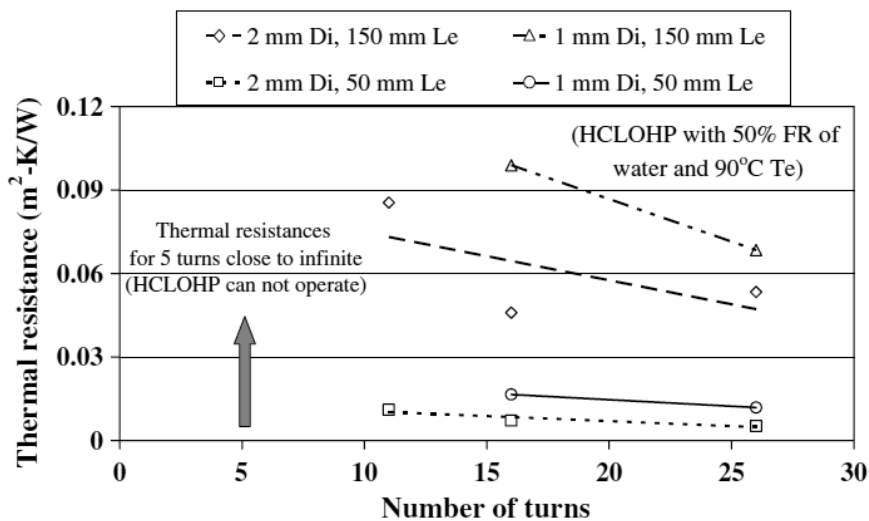 2 mm Di, 150 mm Le
1 mm Di, 150 mm Le
2 mm Di, 50 mm Le
1 mm Di, 50 mm Le
Thermal resistance (m²-K/W)
0.12
0.09
0.06
0.03
0
(HCLOHP with 50% FR of
water and 90°C Te)
Thermal resistances
for 5 turns close to infinite
(HCLOHP can not operate)
0
5
10
15
20
25
30
Number of turns